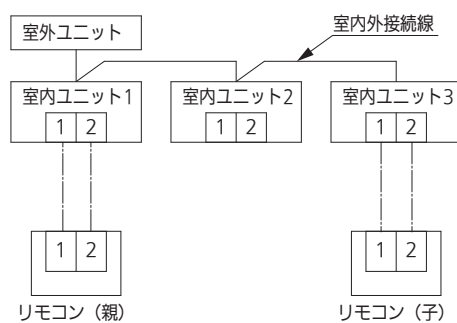 室外ユニット
室内外接続線
室内ユニット1
室内ユニット2
室内ユニット3
1 2
1 2
1 2
1 2
1 2
リモコン（親）
リモコン（子）